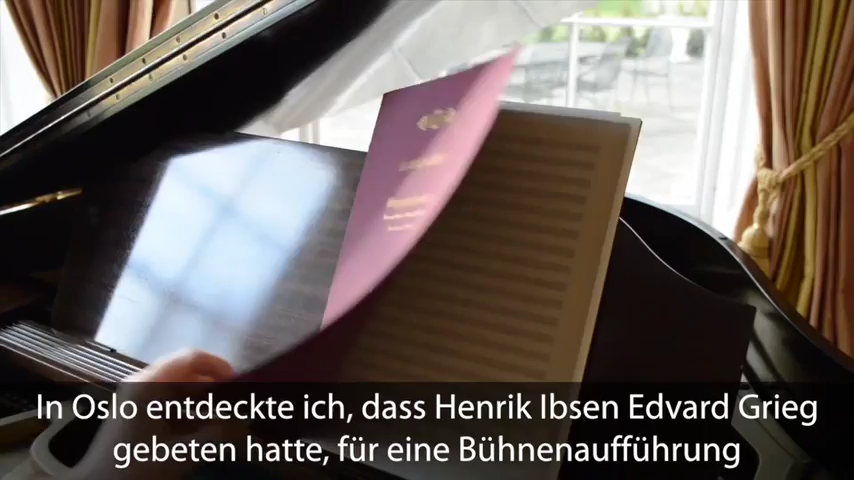 In Oslo entdeckte ich, dass Henrik Ibsen Edvard Grieg
gebeten hatte, für eine Bühnenaufführung